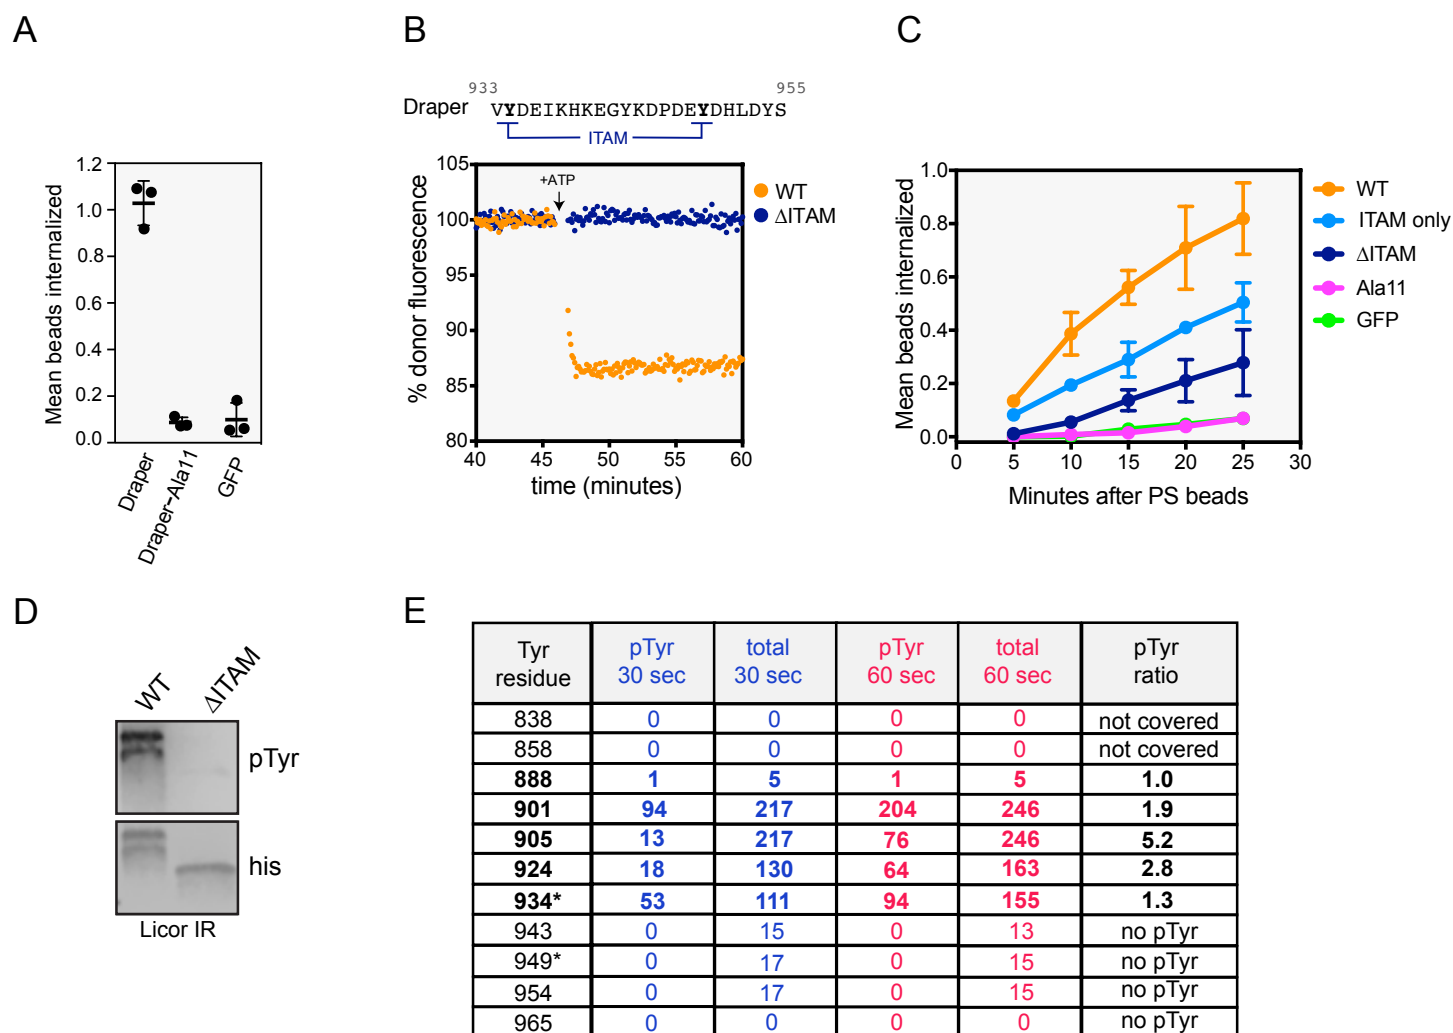 A
Mean beads internalized
1.2
1.0
0.8
0.6
0.4
0.2
0.0
Draper
Draper-Ala11
GFP
B
933 955
Draper VYDEIKHKEGYKDPDEYDHLDYS
ITAM
% donor fluorescence
105
100
95
90
85
80
+ATP
WT
ΔITAM
40 45 50 55 60
time (minutes)
C
Mean beads internalized
1.0
0.8
0.6
0.4
0.2
0.0
0 5 10 15 20 25 30
Minutes after PS beads
WT
ITAM only
ΔITAM
Ala11
GFP
D
WT ΔITAM
pTyr
his
Licor IR
E
Tyr residue pTyr 30 sec total 30 sec pTyr 60 sec total 60 sec pTyr ratio
838 0 0 0 0 not covered
858 0 0 0 0 not covered
888 1 5 1 5 1.0
901 94 217 204 246 1.9
905 13 217 76 246 5.2
924 18 130 64 163 2.8
934* 53 111 94 155 1.3
943 0 15 0 13 no pTyr
949* 0 17 0 15 no pTyr
954 0 17 0 15 no pTyr
965 0 0 0 0 no pTyr